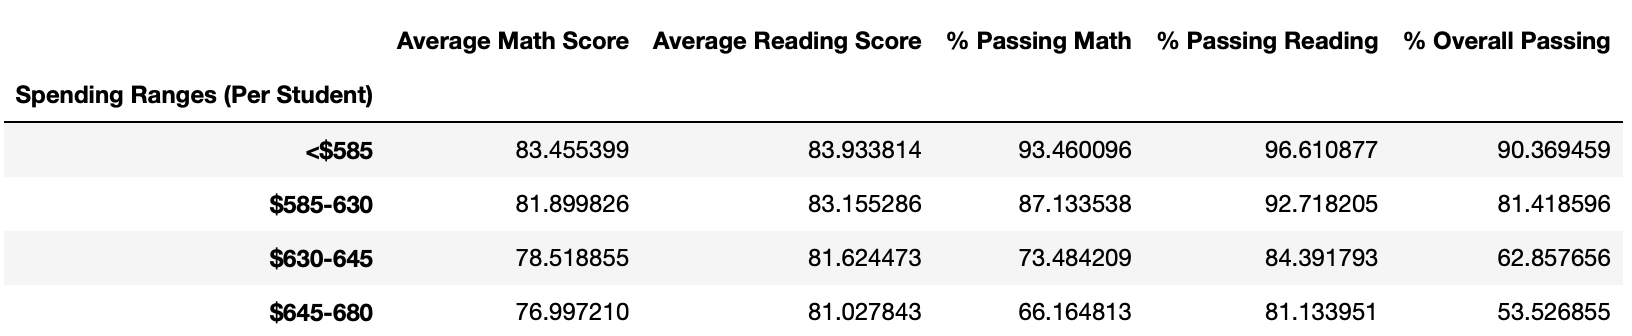 Average Math Score Average Reading Score % Passing Math % Passing Reading % Overall Passing
Spending Ranges (Per Student)
<$585 83.455399 83.933814 93.460096 96.610877 90.369459
$585-630 81.899826 83.155286 87.133538 92.718205 81.418596
$630-645 78.518855 81.624473 73.484209 84.391793 62.857656
$645-680 76.997210 81.027843 66.164813 81.133951 53.526855